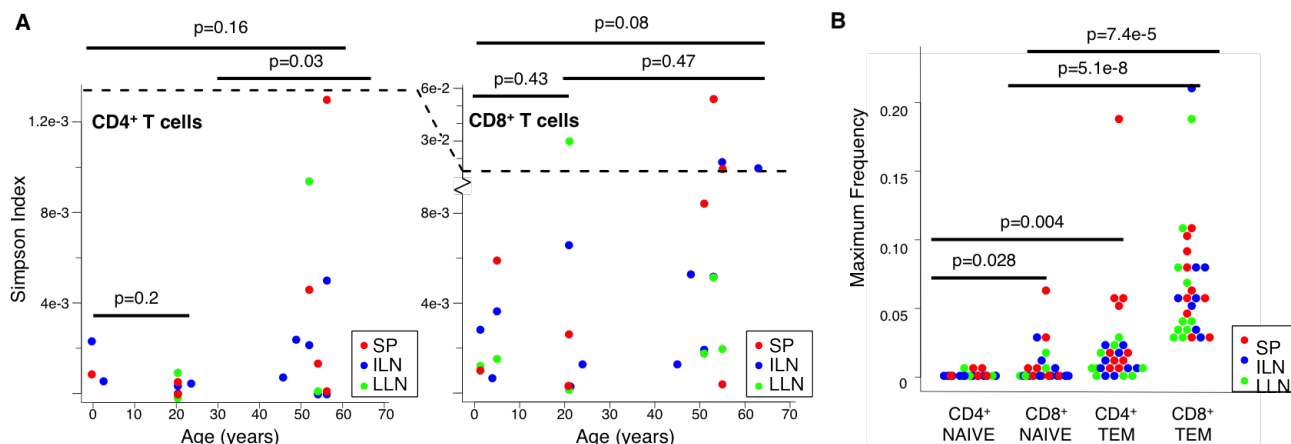 A
p=0.16
p=0.03
CD4+ T cells
Simpson Index
1.2e-3
8e-3
4e-3
p=0.2
SP
ILN
LLN
0 10 20 30 40 50 60 70
Age (years)
p=0.08
p=0.43
p=0.47
6e-2
CD8+ T cells
3e-2
8e-3
4e-3
SP
ILN
LLN
0 10 20 30 40 50 60 70
Age (years)
B
p=7.4e-5
p=5.1e-8
Maximum Frequency
0.20
0.15
p=0.004
0.10
p=0.028
0.05
0
SP
ILN
LLN
CD4+ CD8+ CD4+ CD8+
NAIVE NAIVE TEM TEM